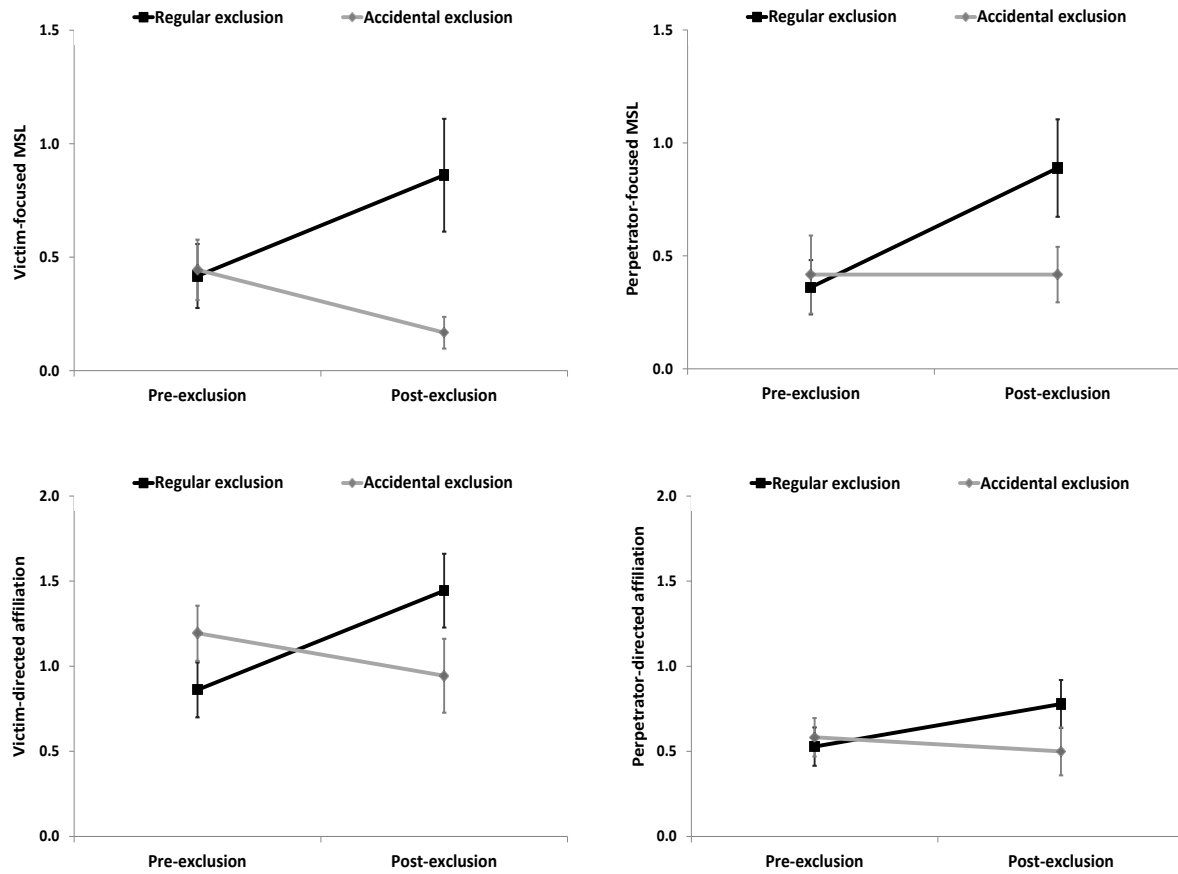 Regular exclusion Accidental exclusion
1.5
1.0
0.5
0.0
Victim-focused MSL
Pre-exclusion Post-exclusion
Regular exclusion Accidental exclusion
1.5
1.0
0.5
0.0
Perpetrator-focused MSL
Pre-exclusion Post-exclusion
Regular exclusion Accidental exclusion
2.0
1.5
1.0
0.5
0.0
Victim-directed affiliation
Pre-exclusion Post-exclusion
Regular exclusion Accidental exclusion
2.0
1.5
1.0
0.5
0.0
Perpetrator-directed affiliation
Pre-exclusion Post-exclusion